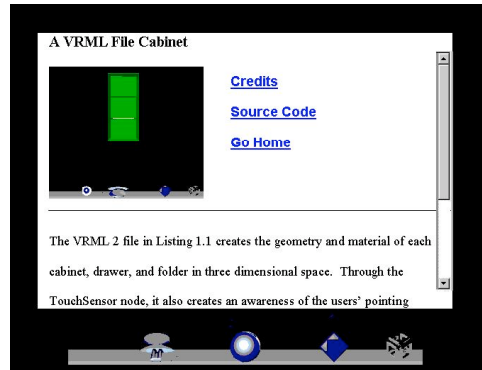 A VRML File Cabinet
Credits
Source Code
Go Home
The VRML 2 file in Listing 1.1 creates the geometry and material of each
cabinet, drawer, and folder in three dimensional space. Through the
TouchSensor node, it also creates an awareness of the users' pointing